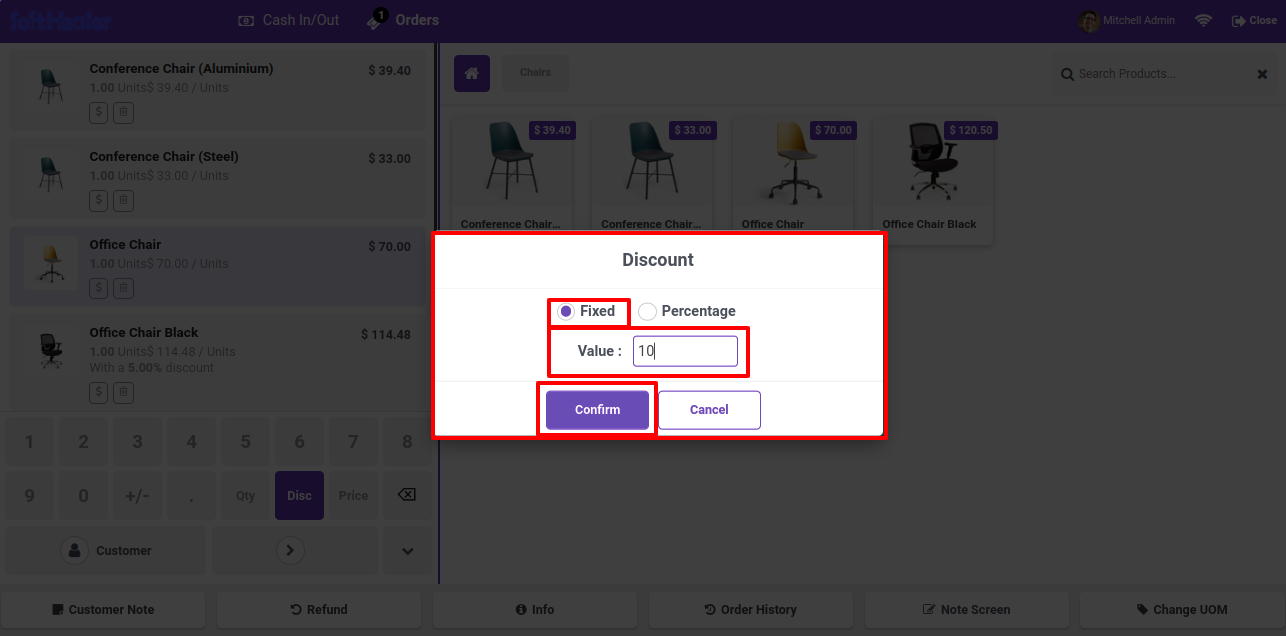 SoftHealer
Cash In/Out
1
Orders
Mitchell Admin
Close
Conference Chair (Aluminium)
$ 39.40
1.00 Units$ 39.40 / Units
$
Conference Chair (Steel)
$ 33.00
1.00 Units$ 33.00 / Units
$
Office Chair
$ 70.00
1.00 Units$ 70.00 / Units
$
Office Chair Black
$ 114.48
1.00 Units$ 114.48 / Units
With a 5.00% discount
$
1 2 3 4 5 6 7 8
9 0 +/- . Qty Disc Price
Customer
Chairs
Search Products...
$ 39.40
Conference Chair...
$ 33.00
Conference Chair...
$ 70.00
Office Chair
$ 120.50
Office Chair Black
Discount
Fixed
Percentage
Value :
10
Confirm
Cancel
Customer Note
Refund
Info
Order History
Note Screen
Change UOM